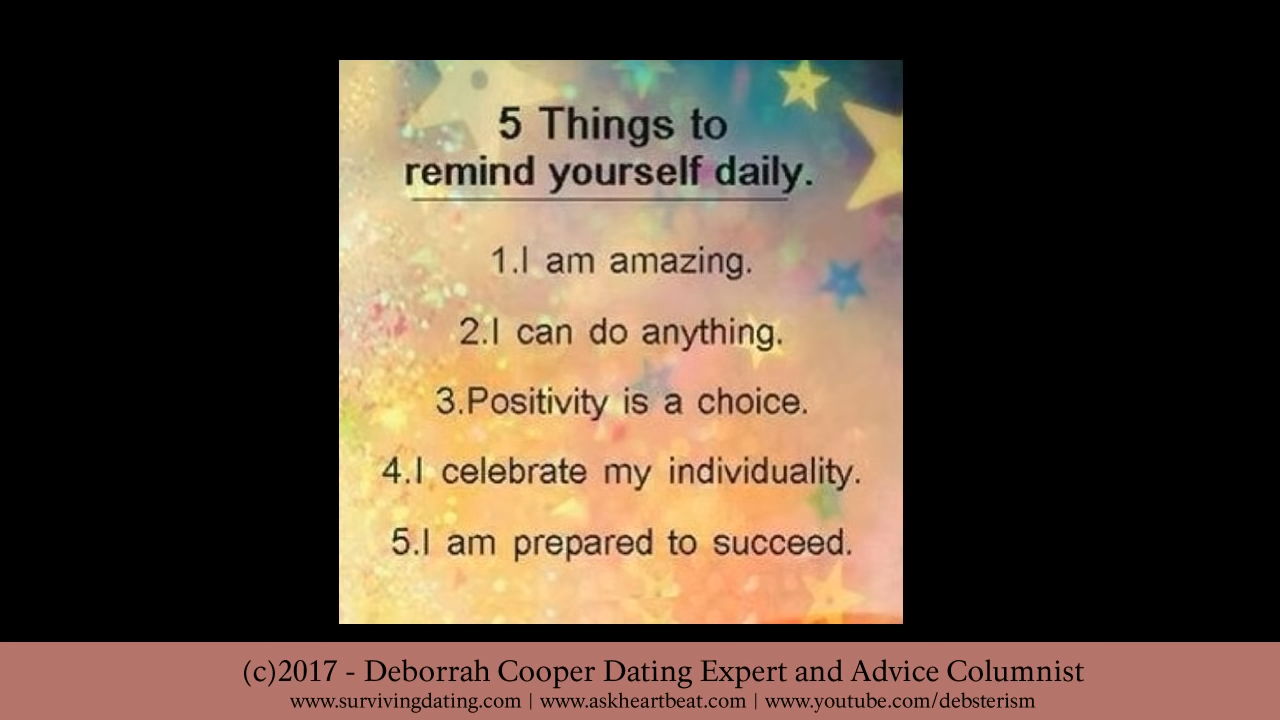 5 Things to
remind yourself daily.
1.I am amazing.
2.I can do anything.
3.Positivity is a choice.
4.I celebrate my individuality.
5.I am prepared to succeed.
(c)2017 - Deborrah Cooper Dating Expert and Advice Columnist
www.survivingdating.com | www.askheartbeat.com | www.youtube.com/debsterism